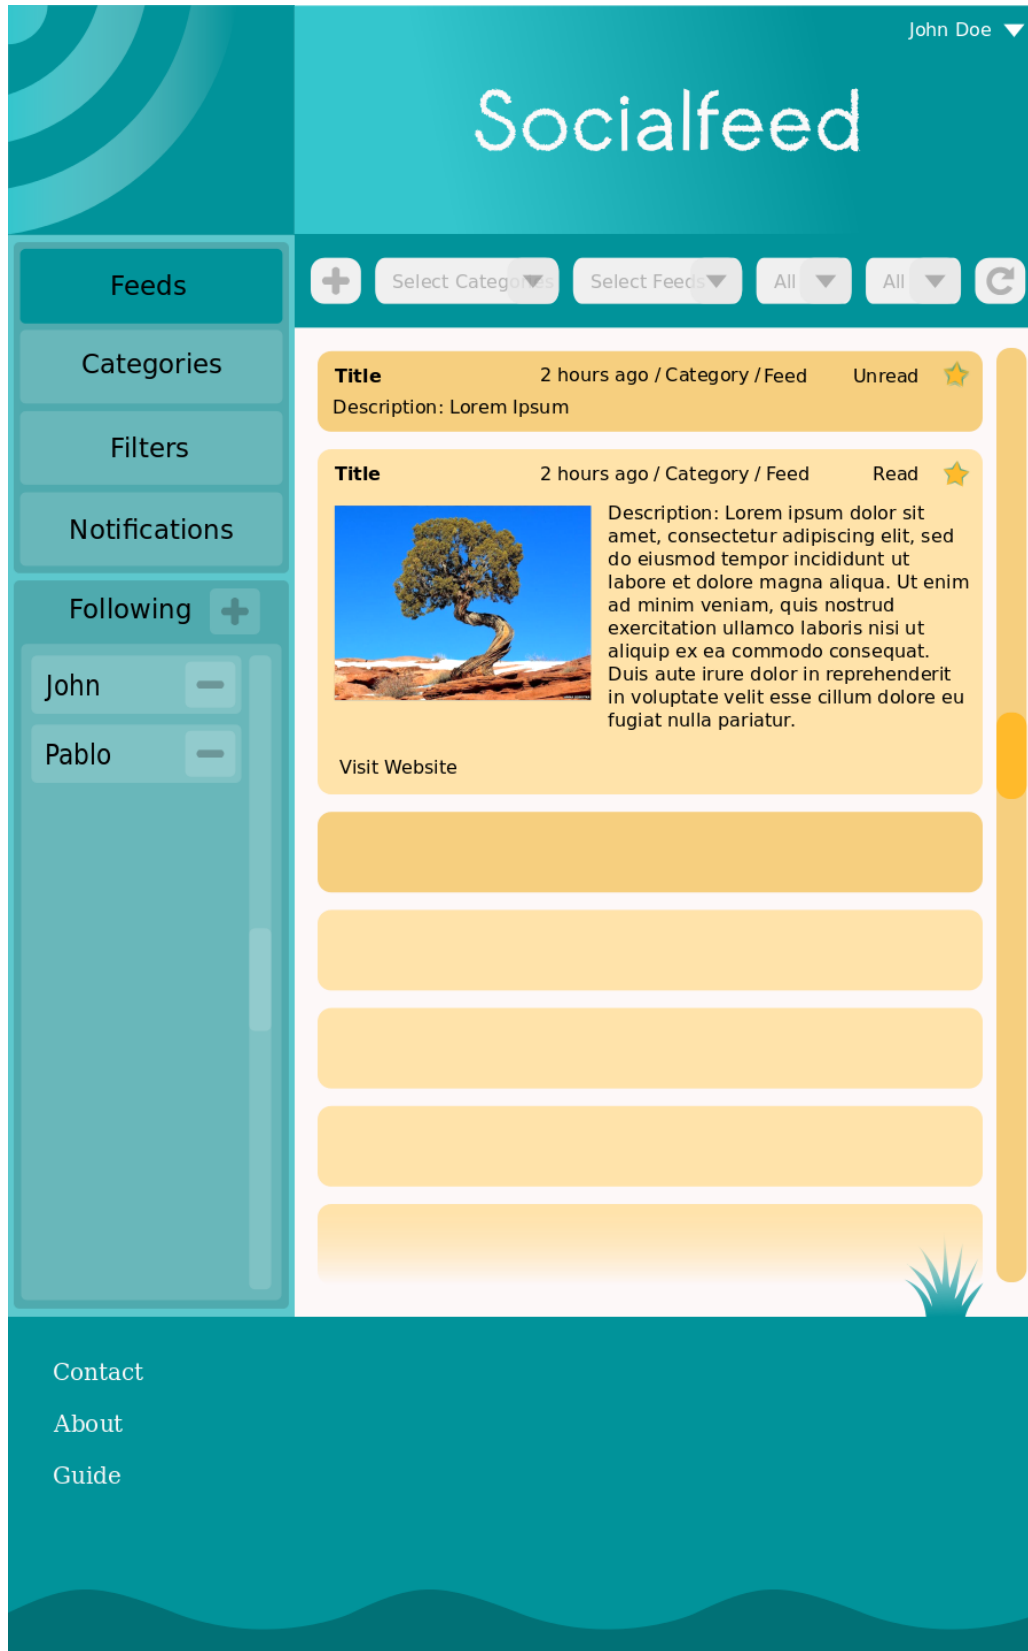 John Doe
Socialfeed
Feeds
Categories
Filters
Notifications
Following
John
Pablo
Select Categories
Select Feeds
All
All
Title 2 hours ago / Category / Feed Unread
Description: Lorem Ipsum
Title 2 hours ago / Category / Feed Read
Description: Lorem ipsum dolor sit
amet, consectetur adipiscing elit, sed
do eiusmod tempor incididunt ut
labore et dolore magna aliqua. Ut enim
ad minim veniam, quis nostrud
exercitation ullamco laboris nisi ut
aliquip ex ea commodo consequat.
Duis aute irure dolor in reprehenderit
in voluptate velit esse cillum dolore eu
fugiat nulla pariatur.
Visit Website
Contact
About
Guide